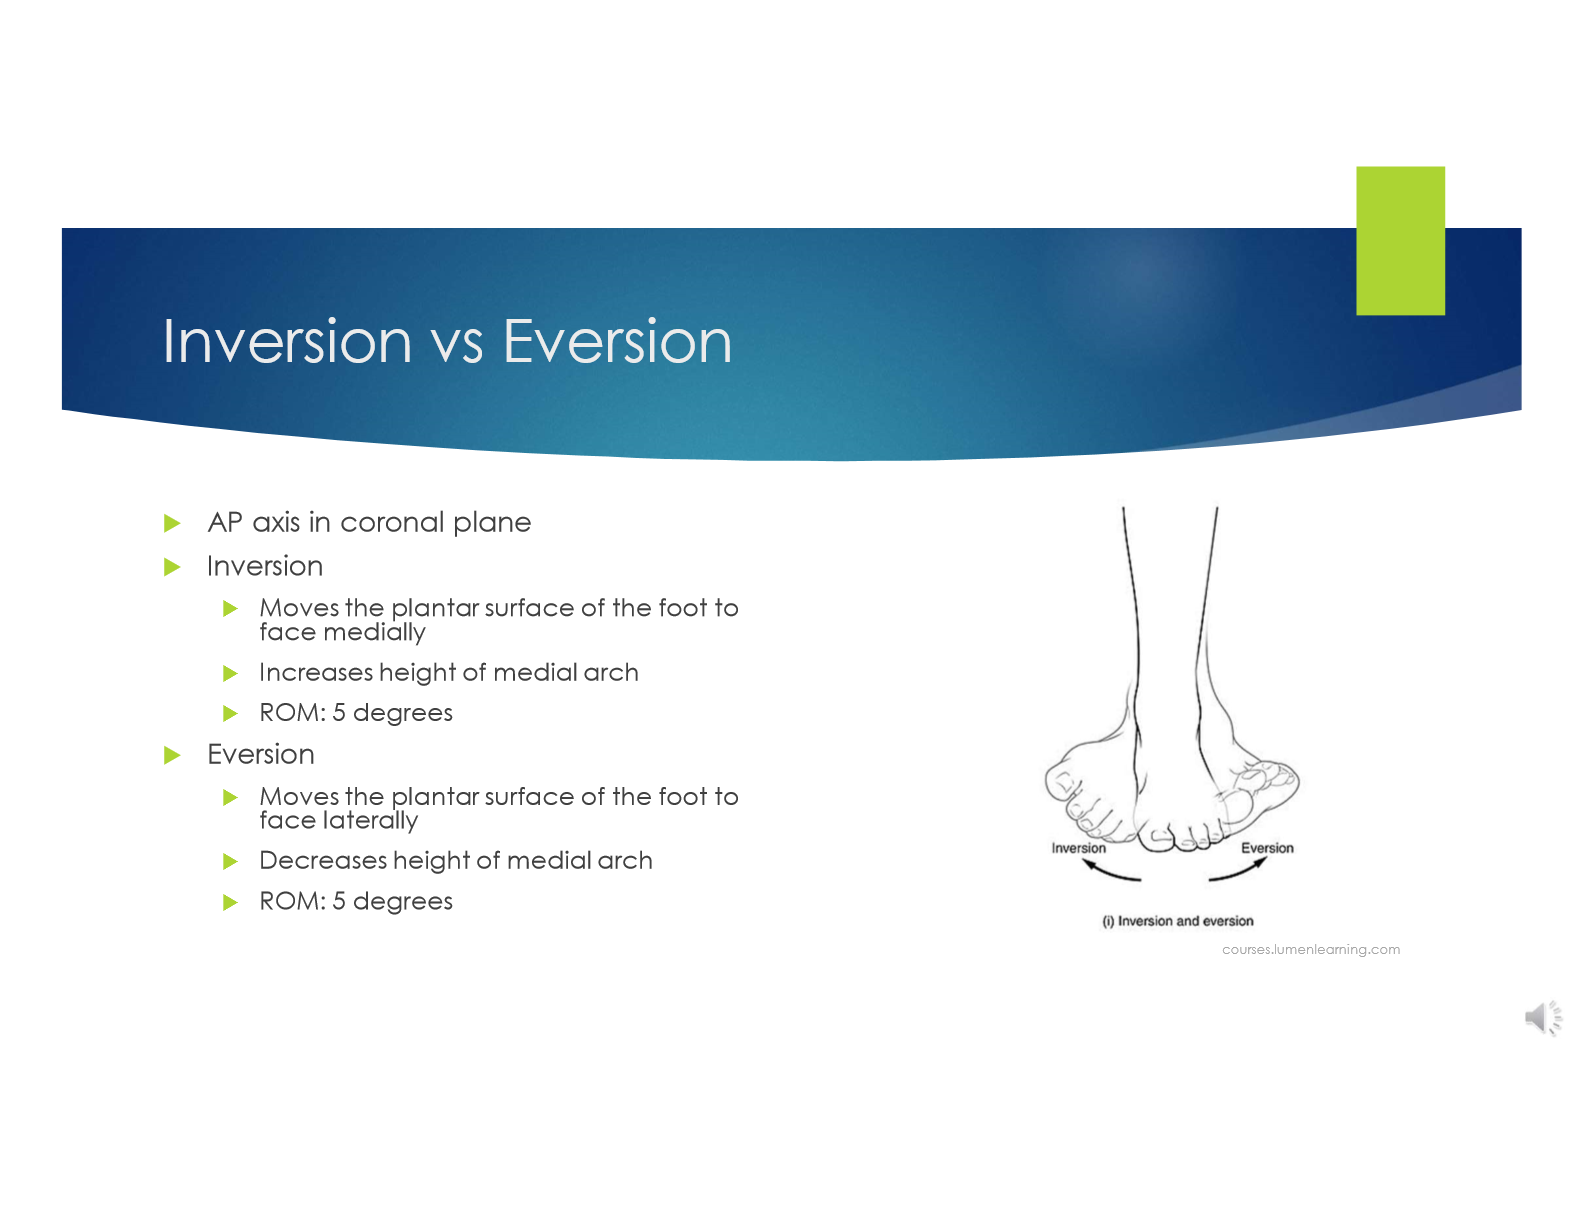 Inversion vs Eversion
AP axis in coronal plane
Inversion
Moves the plantar surface of the foot to
face medially
Increases height of medial arch
ROM: 5 degrees
Eversion
Moves the plantar surface of the foot to
face laterally
Decreases height of medial arch
ROM: 5 degrees
Inversion
Eversion
(i) Inversion and eversion
courses.lumenlearning.com